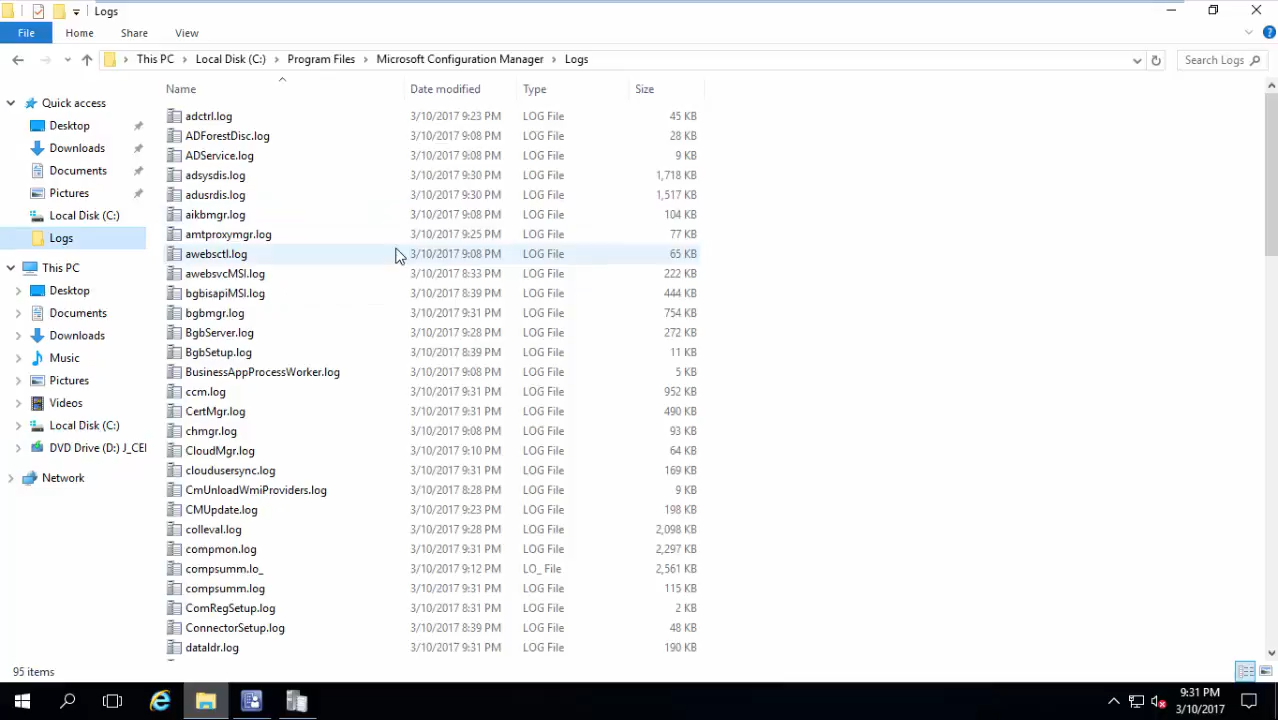 Logs
File Home Share View
This PC Local Disk (C:) Program Files Microsoft Configuration Manager Logs Search Logs
Name Date modified Type Size
Quick access
Desktop
Downloads
Documents
Pictures
Local Disk (C:)
Logs
This PC
Desktop
Documents
Downloads
Music
Pictures
Videos
Local Disk (C:)
DVD Drive (D:) J_CEI
Network
adctrl.log 3/10/2017 9:23 PM LOG File 45 KB
ADForestDisc.log 3/10/2017 9:08 PM LOG File 28 KB
ADService.log 3/10/2017 9:08 PM LOG File 9 KB
adsysdis.log 3/10/2017 9:30 PM LOG File 1,718 KB
adusrdis.log 3/10/2017 9:30 PM LOG File 1,517 KB
aikbmgr.log 3/10/2017 9:08 PM LOG File 104 KB
amtproxymgr.log 3/10/2017 9:25 PM LOG File 77 KB
awebsctl.log 3/10/2017 9:08 PM LOG File 65 KB
awebsvcMSI.log 3/10/2017 8:33 PM LOG File 222 KB
bgbisapiMSI.log 3/10/2017 8:39 PM LOG File 444 KB
bgbmgr.log 3/10/2017 9:31 PM LOG File 754 KB
BgbServer.log 3/10/2017 9:28 PM LOG File 272 KB
BgbSetup.log 3/10/2017 8:39 PM LOG File 11 KB
BusinessAppProcessWorker.log 3/10/2017 9:08 PM LOG File 5 KB
ccm.log 3/10/2017 9:31 PM LOG File 952 KB
CertMgr.log 3/10/2017 9:31 PM LOG File 490 KB
chmgr.log 3/10/2017 9:08 PM LOG File 93 KB
CloudMgr.log 3/10/2017 9:10 PM LOG File 64 KB
cloudusersync.log 3/10/2017 9:31 PM LOG File 169 KB
CmUnloadWmiProviders.log 3/10/2017 8:28 PM LOG File 9 KB
CMUpdate.log 3/10/2017 9:23 PM LOG File 198 KB
colleval.log 3/10/2017 9:28 PM LOG File 2,098 KB
compmon.log 3/10/2017 9:31 PM LOG File 2,297 KB
compsumm.lo_ 3/10/2017 9:12 PM LO_ File 2,561 KB
compsumm.log 3/10/2017 9:31 PM LOG File 115 KB
ComRegSetup.log 3/10/2017 8:31 PM LOG File 2 KB
ConnectorSetup.log 3/10/2017 8:39 PM LOG File 48 KB
dataldr.log 3/10/2017 9:31 PM LOG File 190 KB
95 items
9:31 PM
3/10/2017